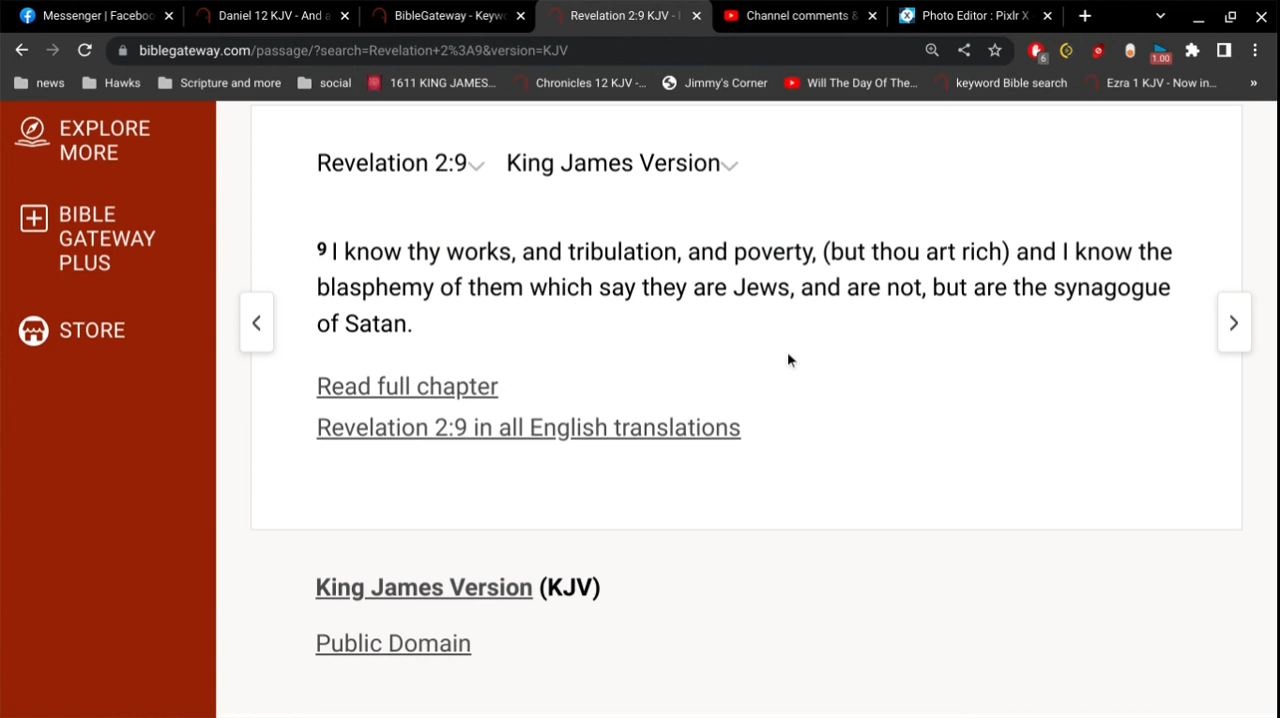 Messenger | Faceboo
Daniel 12 KJV - And a
BibleGateway - Keywo
Revelation 2:9 KJV - I
Channel comments &
Photo Editor : Pixlr X
biblegateway.com/passage/?search=Revelation+2%3A9&version=KJV
6
1.00
news
Hawks
Scripture and more
social
1611 KING JAMES...
Chronicles 12 KJV -...
Jimmy's Corner
Will The Day Of The...
keyword Bible search
Ezra 1 KJV - Now in...
»
EXPLORE
MORE
BIBLE
GATEWAY
PLUS
STORE
Revelation 2:9 King James Version
9 I know thy works, and tribulation, and poverty, (but thou art rich) and I know the
blasphemy of them which say they are Jews, and are not, but are the synagogue
of Satan.
Read full chapter
Revelation 2:9 in all English translations
King James Version (KJV)
Public Domain